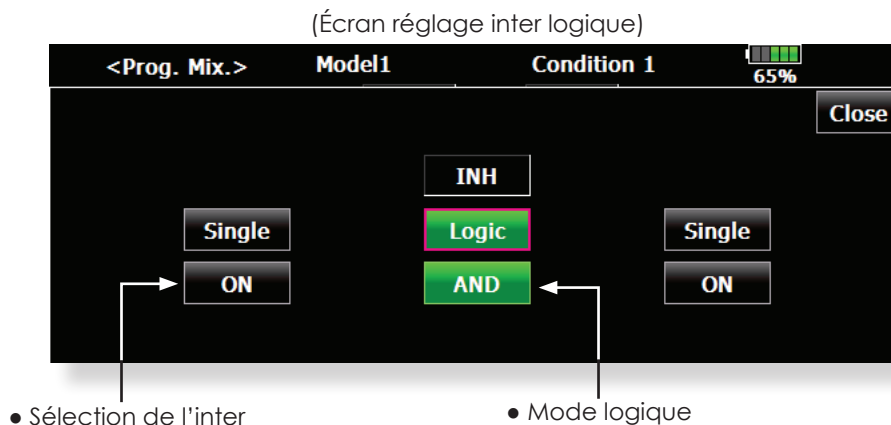 (Écran réglage inter logique)
<Prog. Mix.> Model1 Condition 1 65%
Close
INH
Single Logic Single
ON AND ON
● Sélection de l'inter ● Mode logique